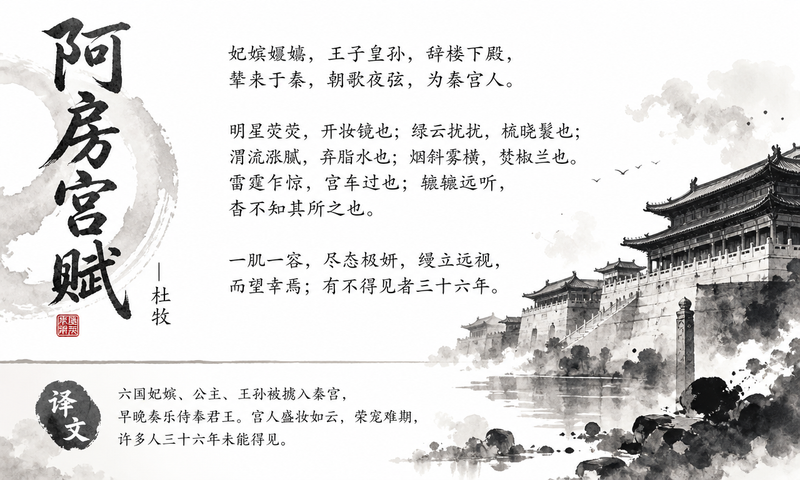 阿房宫赋
—杜牧
妃嫔嫚嬉，王子皇孙，辞楼下殿，
辇来于秦，朝歌夜弦，为秦宫人。
明星荧荧，开妆镜也；绿云扰扰，梳晓鬟也；
渭流涨腻，弃脂水也；烟斜雾横，焚椒兰也。
雷霆乍惊，宫车过也；辘辘远听，
杳不知其所之也。
一肌一容，尽态极妍，缦立远视，
而望幸焉；有不得见者三十六年。
译文
六国妃嫔、公主、王孙被掳入秦宫，
早晚奏乐侍奉君王。宫人盛妆如云，荣宠难期，
许多人三十六年未能得见。